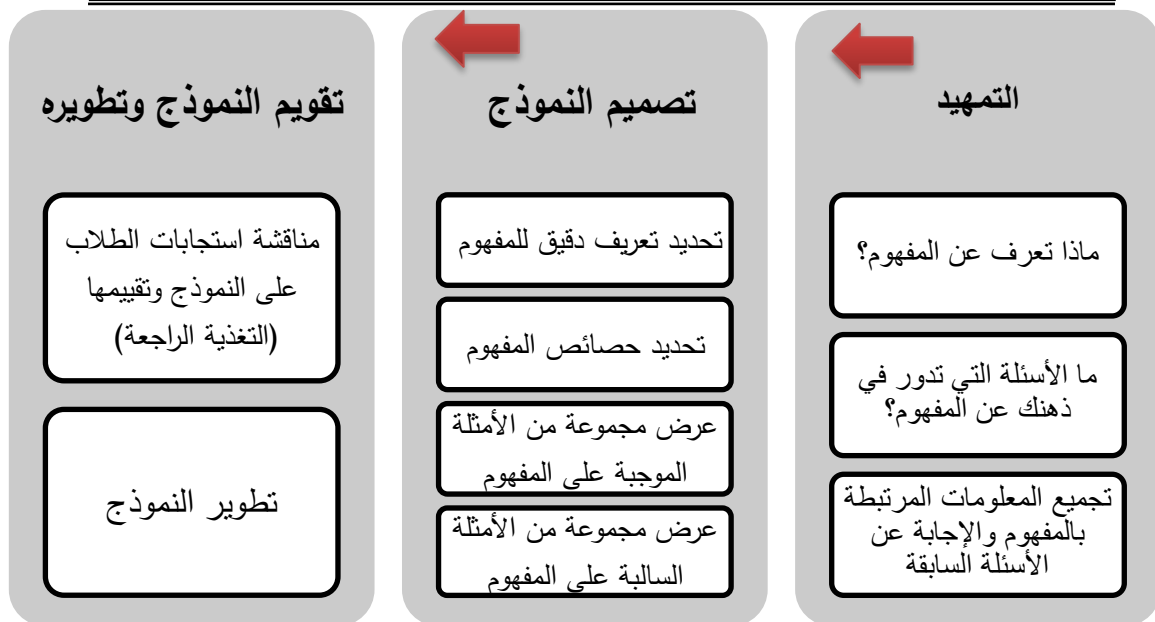 التمهيد
ماذا تعرف عن المفهوم؟
ما الأسئلة التي تدور في
ذهنك عن المفهوم؟
تجميع المعلومات المرتبطة
بالمفهوم والإجابة عن
الأسئلة السابقة
تصميم النموذج
تحديد تعريف دقيق للمفهوم
تحديد حصائص المفهوم
عرض مجموعة من الأمثلة
الموجبة على المفهوم
عرض مجموعة من الأمثلة
السالبة على المفهوم
تقويم النموذج وتطويره
مناقشة استجابات الطلاب
على النموذج وتقييمها
(التغذية الراجعة)
تطوير النموذج